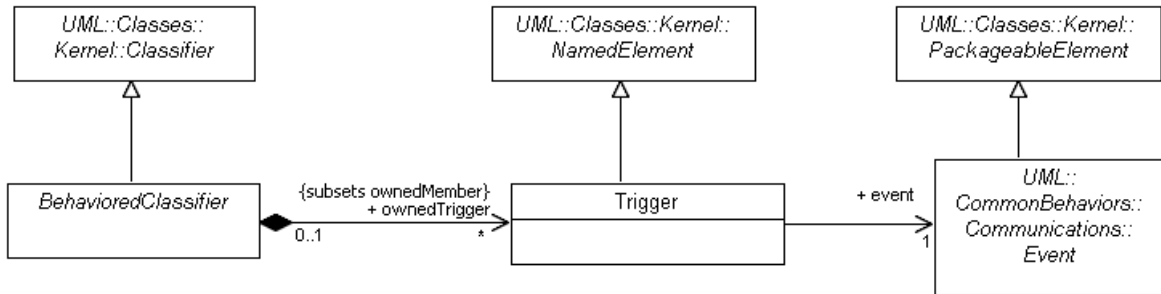 UML::Classes::
Kernel::Classifier
UML::Classes::Kernel::
NamedElement
UML::Classes::Kernel::
PackageableElement
BehavioredClassifier
{subsets ownedMember}
+ ownedTrigger
0..1
*
Trigger
+ event
1
UML::
CommonBehaviors::
Communications::
Event